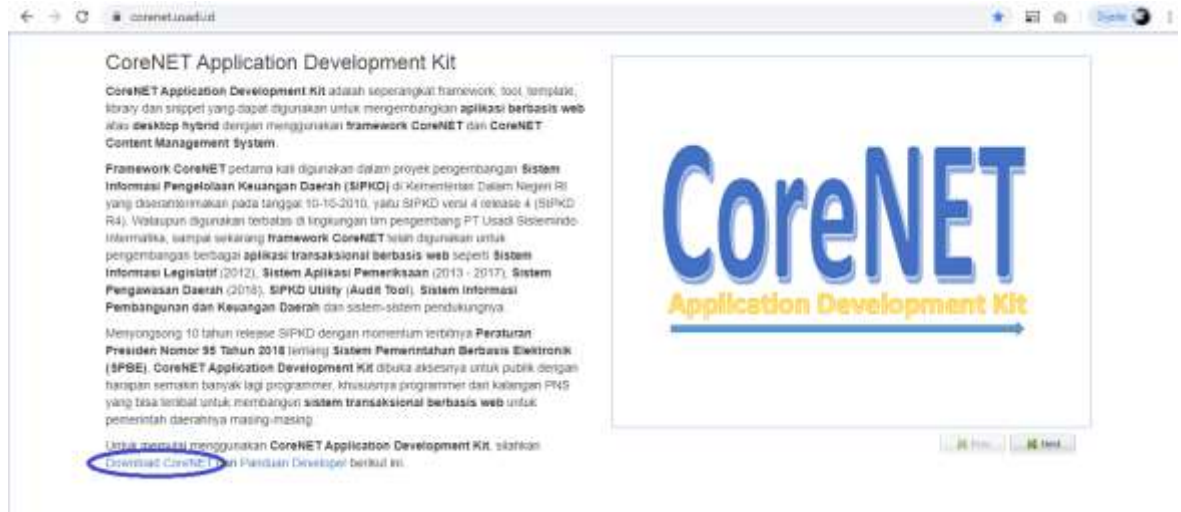 corenet.usadi.id
CoreNET Application Development Kit
CoreNET Application Development Kit adalah seperangkat framework, tool, template,
library dan snippet yang dapat digunakan untuk mengembangkan aplikasi berbasis web
atau desktop hybrid dengan menggunakan framework CoreNET dan CoreNET
Content Management System.
Framework CoreNET pertama kali digunakan dalam proyek pengembangan Sistem
Informasi Pengelolaan Keuangan Daerah (SIPKD) di Kementerian Dalam Negeri RI
yang diserahterimakan pada tanggal 10-10-2010, yaitu SIPKD versi 4 release 4 (SIPKD
R4). Walaupun digunakan terbatas di lingkungan tim pengembang PT Usadi Sistemindo
Intermatika, sampai sekarang framework CoreNET telah digunakan untuk
pengembangan berbagai aplikasi transaksional berbasis web seperti Sistem
Informasi Legislatif (2012), Sistem Aplikasi Pemeriksaan (2013 - 2017), Sistem
Pengawasan Daerah (2018), SIPKD Utility (Audit Tool), Sistem Informasi
Pembangunan dan Keuangan Daerah dan sistem-sistem pendukungnya.
Menyongsong 10 tahun release SIPKD dengan momentum terbitnya Peraturan
Presiden Nomor 95 Tahun 2018 tentang Sistem Pemerintahan Berbasis Elektronik
(SPBE), CoreNET Application Development Kit dibuka aksesnya untuk publik dengan
harapan semakin banyak lagi programmer, khususnya programmer dari kalangan PNS
yang bisa terlibat untuk membangun sistem transaksional berbasis web untuk
pemerintah daerahnya masing-masing.
Untuk memulai menggunakan CoreNET Application Development Kit, silahkan
Download CoreNET dan Panduan Developer berikut ini.
CoreNET
Application Development Kit
Prev
Next